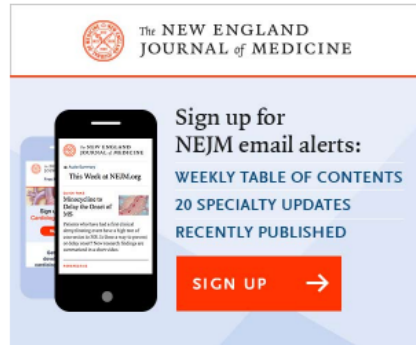 The NEW ENGLAND
JOURNAL of MEDICINE
Sign up for
NEJM email alerts:
WEEKLY TABLE OF CONTENTS
20 SPECIALTY UPDATES
RECENTLY PUBLISHED
SIGN UP
The NEW ENGLAND
JOURNAL of MEDICINE
This Week at NEJM.org
Minocycline to
Delay the Onset of
MS